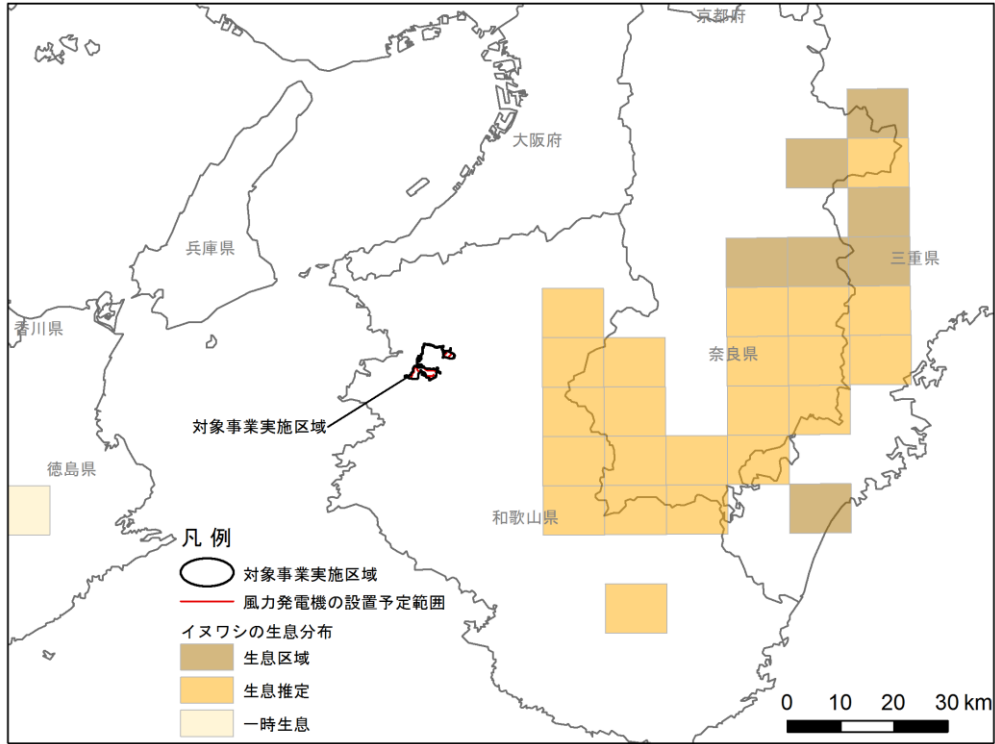 京都府
大阪府
兵庫県
三重県
香川県
奈良県
対象事業実施区域
徳島県
和歌山県
凡 例
対象事業実施区域
風力発電機の設置予定範囲
イヌワシの生息分布
生息区域
生息推定
一時生息
0 10 20 30 km